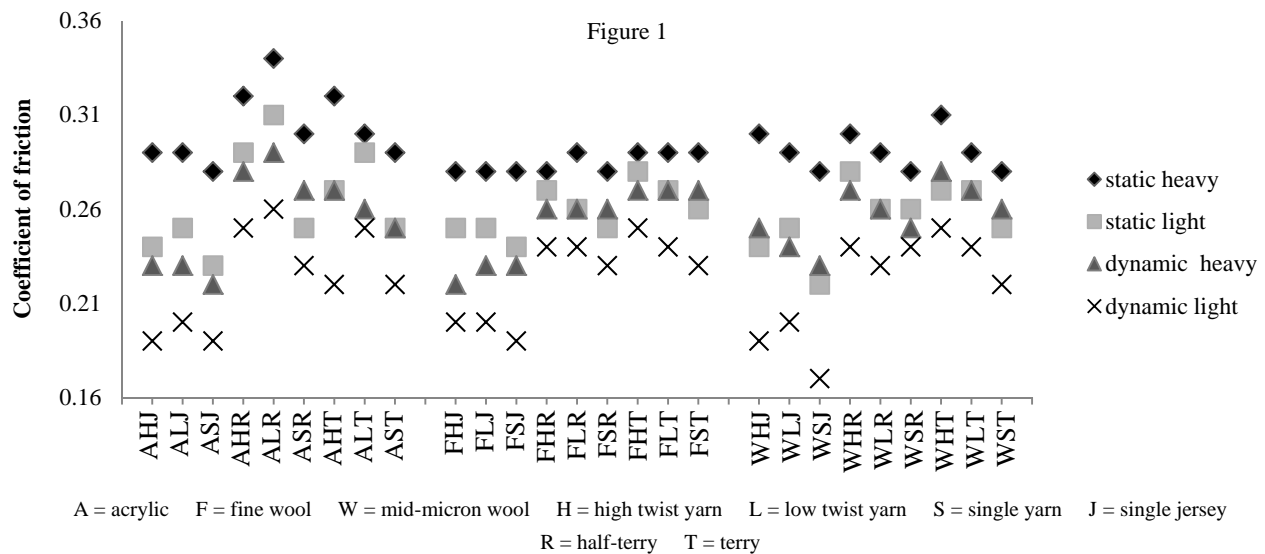 Figure 1
0.36
0.31
0.26
0.21
0.16
Coefficient of friction
static heavy
static light
dynamic heavy
dynamic light
AHJ
ALJ
ASJ
AHR
ALR
ASR
AHT
ALT
AST
FHJ
FLJ
FSJ
FHR
FLR
FSR
FHT
FLT
FST
WHJ
WLJ
WSJ
WHR
WLR
WSR
WHT
WLT
WST
A = acrylic F = fine wool W = mid-micron wool H = high twist yarn L = low twist yarn S = single yarn J = single jersey
R = half-terry T = terry